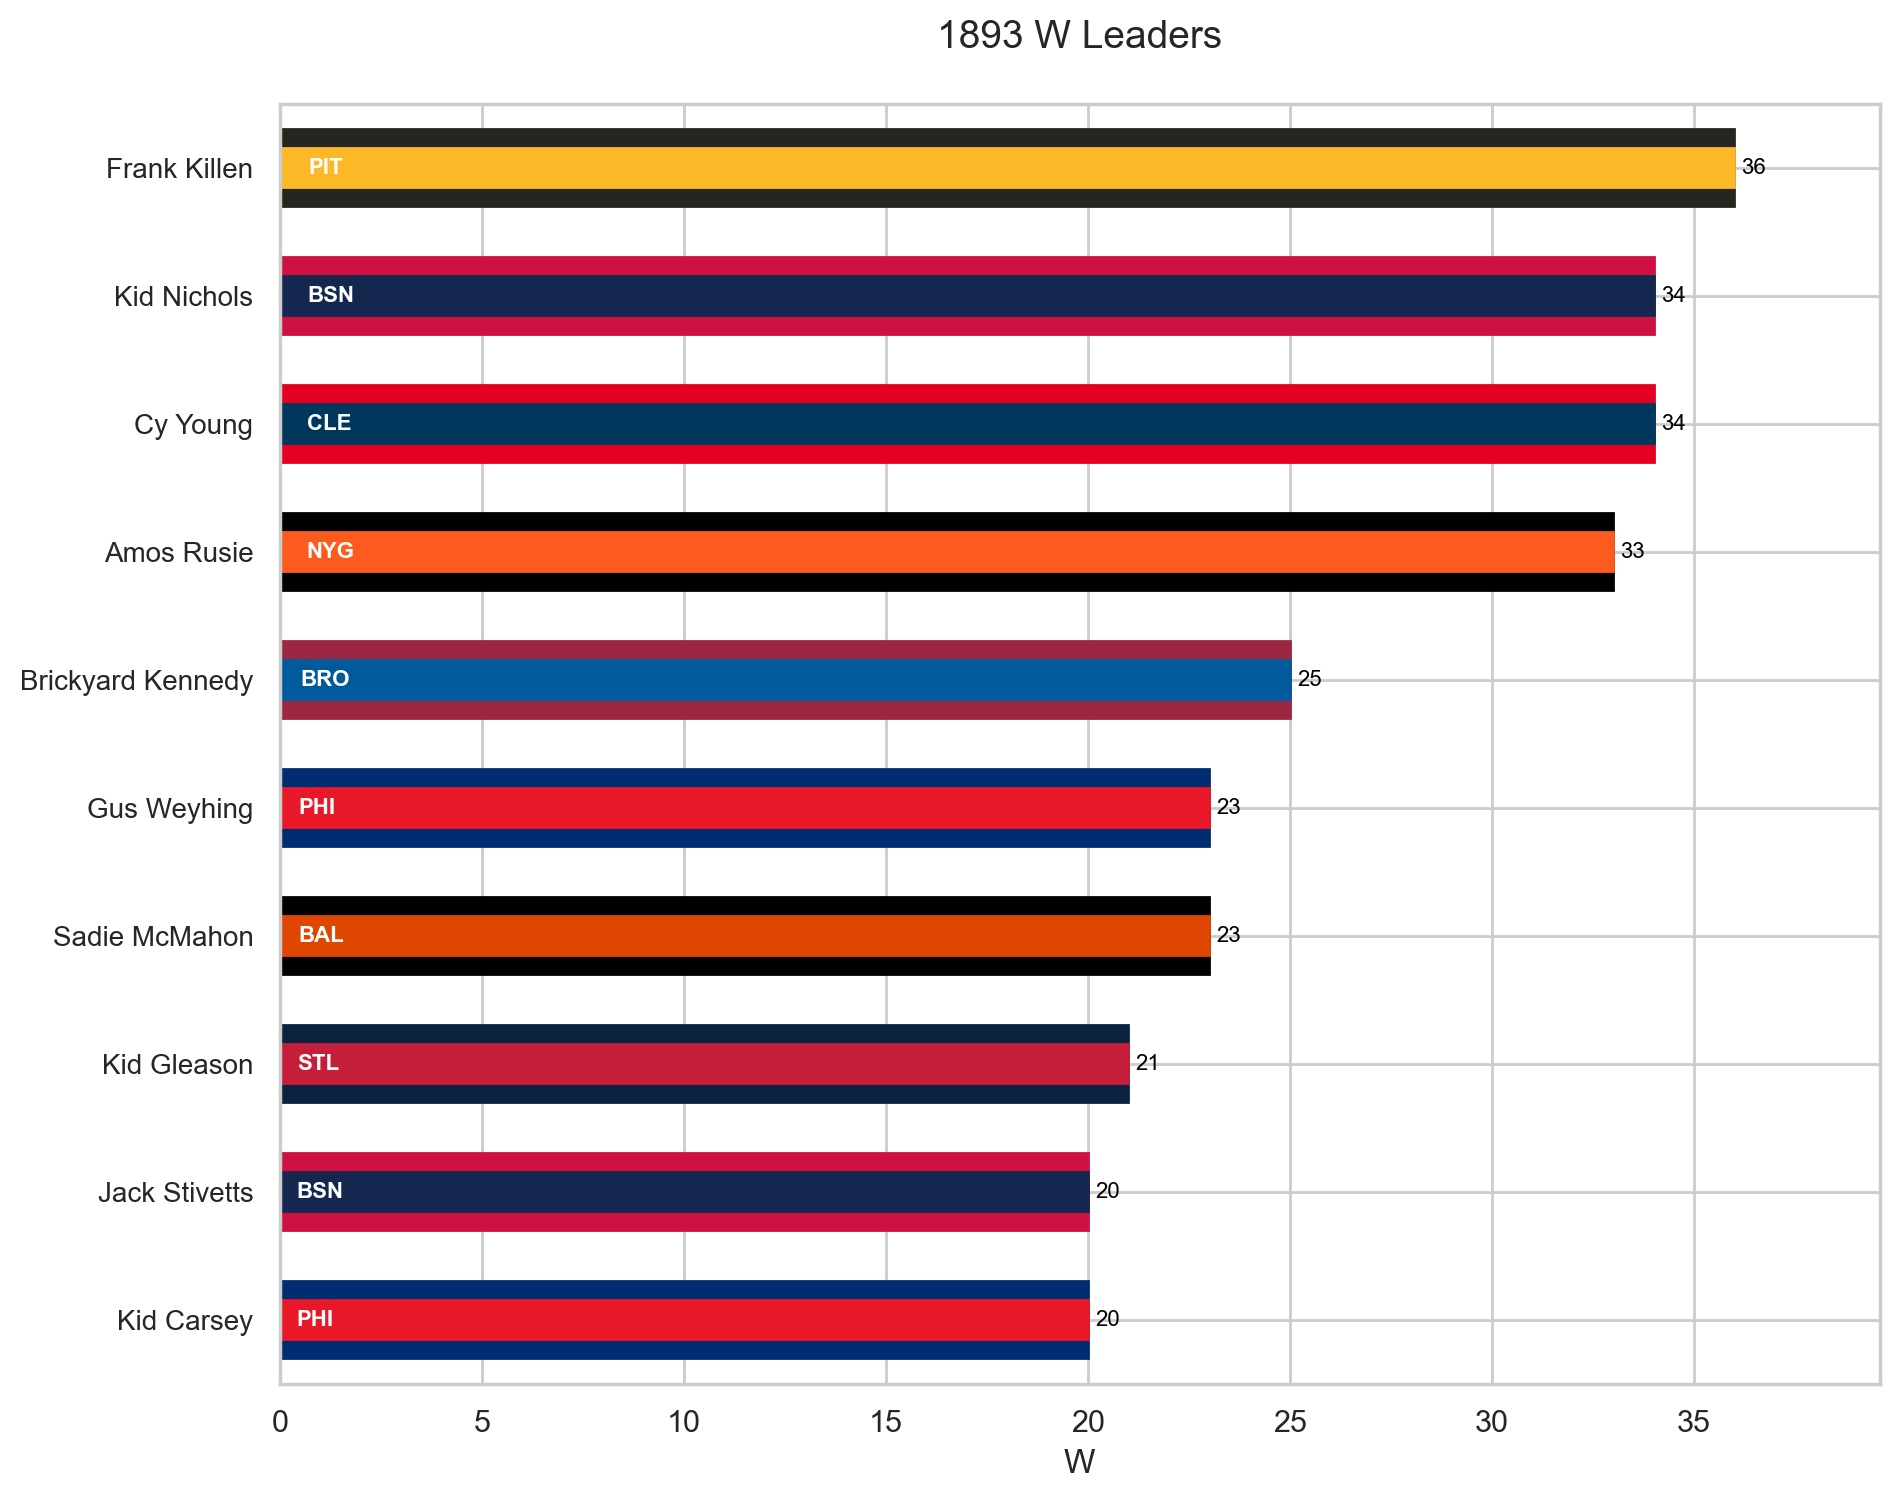 1893 W Leaders
Frank Killen PIT 36
Kid Nichols BSN 34
Cy Young CLE 34
Amos Rusie NYG 33
Brickyard Kennedy BRO 25
Gus Weyhing PHI 23
Sadie McMahon BAL 23
Kid Gleason STL 21
Jack Stivetts BSN 20
Kid Carsey PHI 20
0 5 10 15 20 25 30 35
W